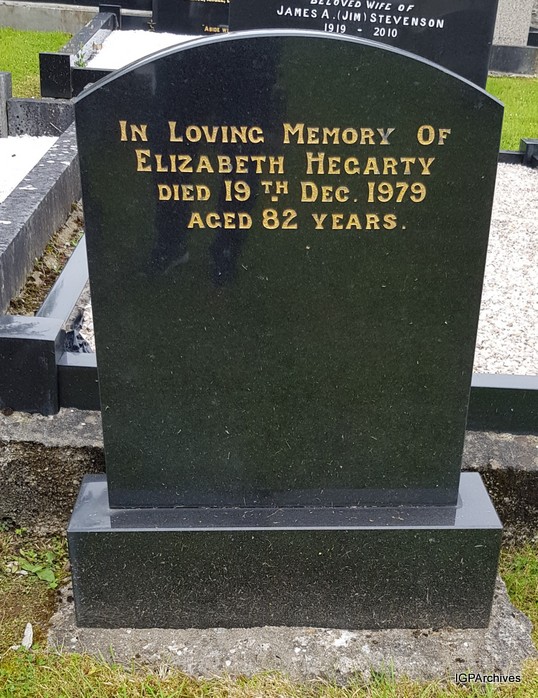 BELOVED WIFE OF
JAMES A. (JIM) STEVENSON
1919 - 2010
IN LOVING MEMORY OF
ELIZABETH HEGARTY
DIED 19TH DEC. 1979
AGED 82 YEARS.
IGPArchives